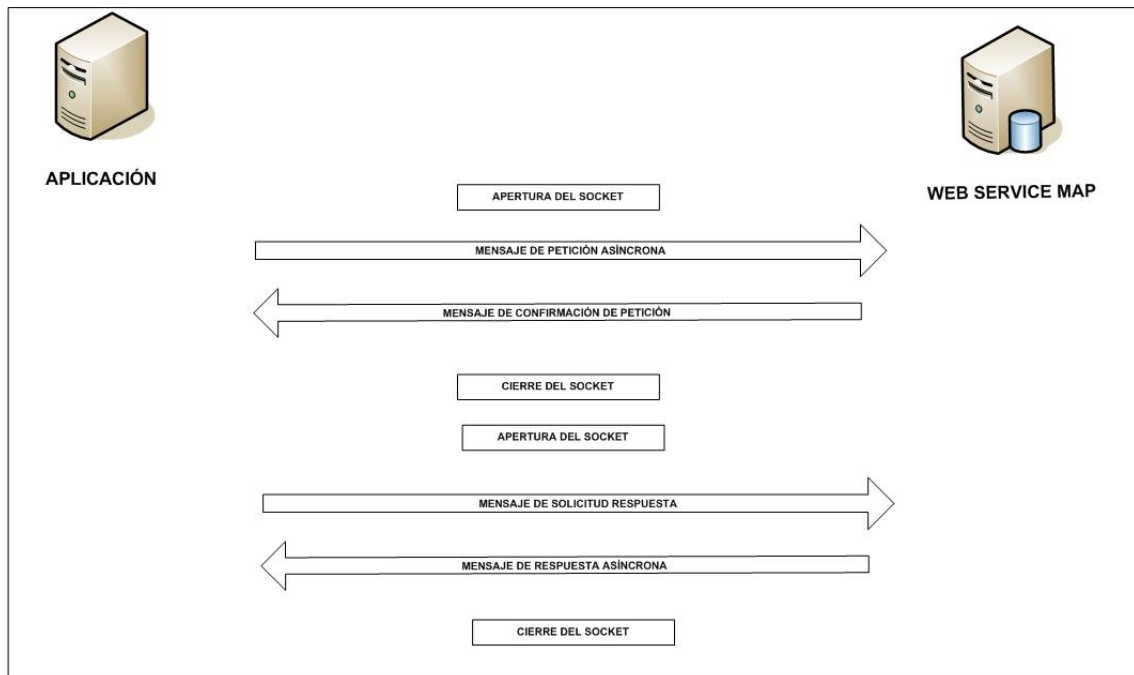 APLICACIÓN
WEB SERVICE MAP
APERTURA DEL SOCKET
MENSAJE DE PETICIÓN ASÍNCRONA
MENSAJE DE CONFIRMACIÓN DE PETICIÓN
CIERRE DEL SOCKET
APERTURA DEL SOCKET
MENSAJE DE SOLICITUD RESPUESTA
MENSAJE DE RESPUESTA ASÍNCRONA
CIERRE DEL SOCKET